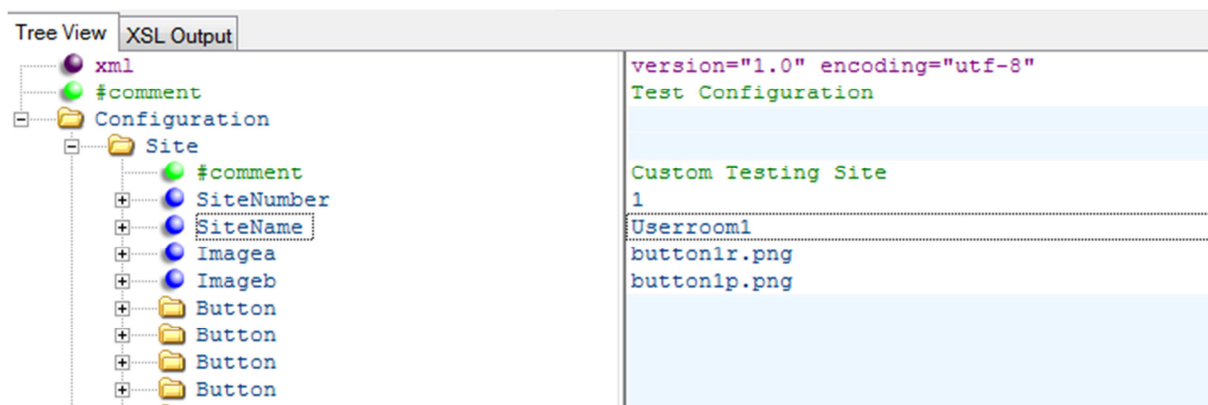 Tree View XSL Output
xml version="1.0" encoding="utf-8"
#comment Test Configuration
Configuration
Site
#comment Custom Testing Site
SiteNumber 1
SiteName Userroom1
Imagea button1r.png
Imageb button1p.png
Button
Button
Button
Button